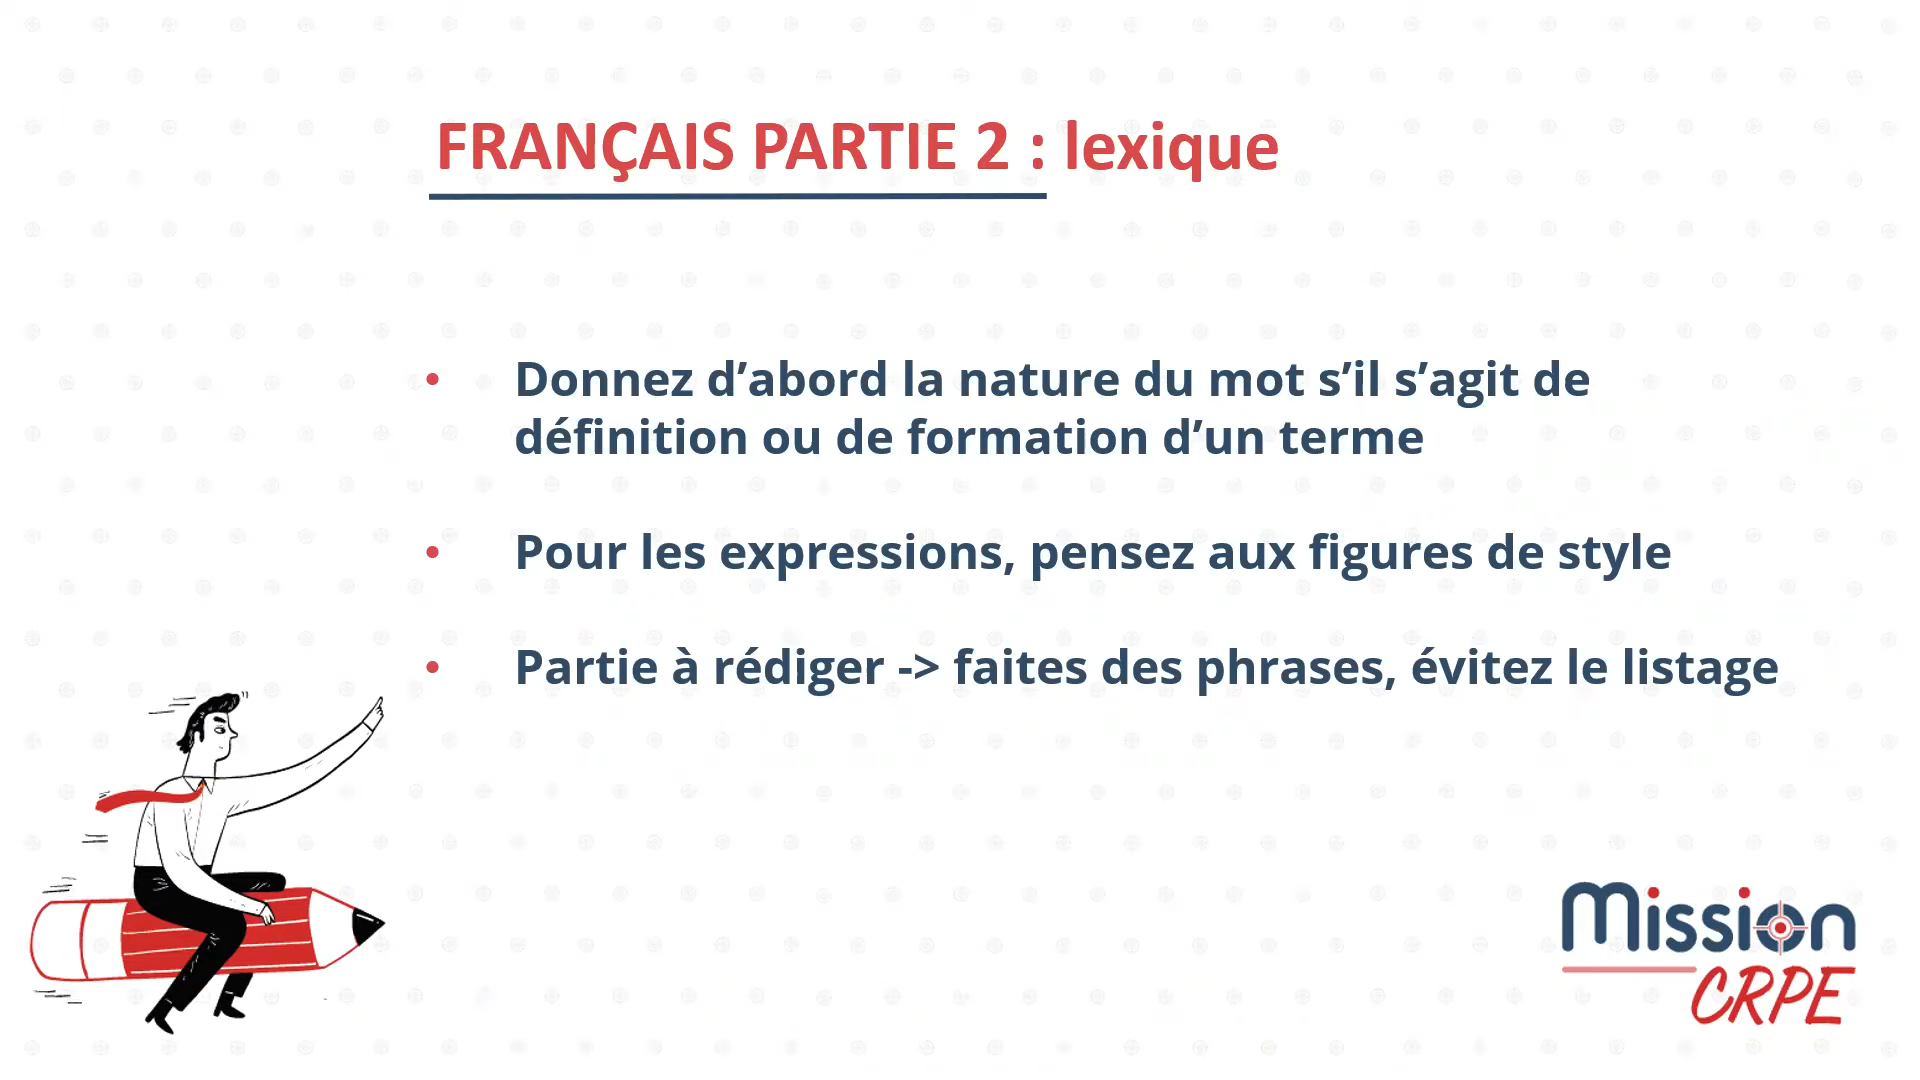 FRANÇAIS PARTIE 2 : lexique
• Donnez d’abord la nature du mot s’il s’agit de
définition ou de formation d’un terme
• Pour les expressions, pensez aux figures de style
• Partie à rédiger -> faites des phrases, évitez le listage
Mission
CRPE